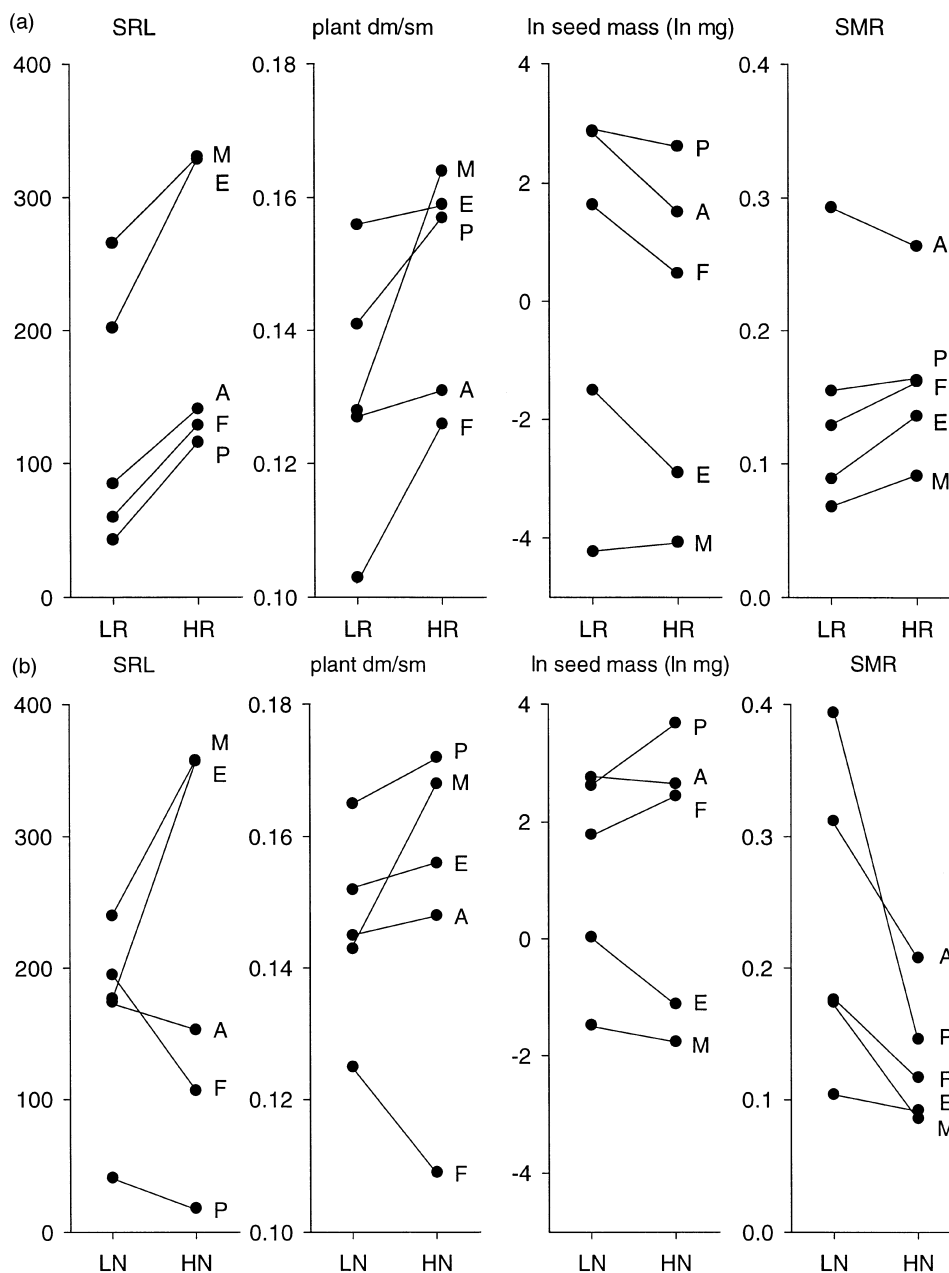 (a)
SRL
400
300
200
100
0
M
E
A
F
P
LR HR
plant dm/sm
0.18
0.16
0.14
0.12
0.10
M
E
P
A
F
LR HR
ln seed mass (ln mg)
4
2
0
-2
-4
P
A
F
E
M
LR HR
SMR
0.4
0.3
0.2
0.1
0.0
A
P
F
E
M
LR HR
(b)
SRL
400
300
200
100
0
M
E
A
F
P
LN HN
plant dm/sm
0.18
0.16
0.14
0.12
0.10
P
M
E
A
F
LN HN
ln seed mass (ln mg)
4
2
0
-2
-4
P
A
F
E
M
LN HN
SMR
0.4
0.3
0.2
0.1
0.0
A
M
LN HN